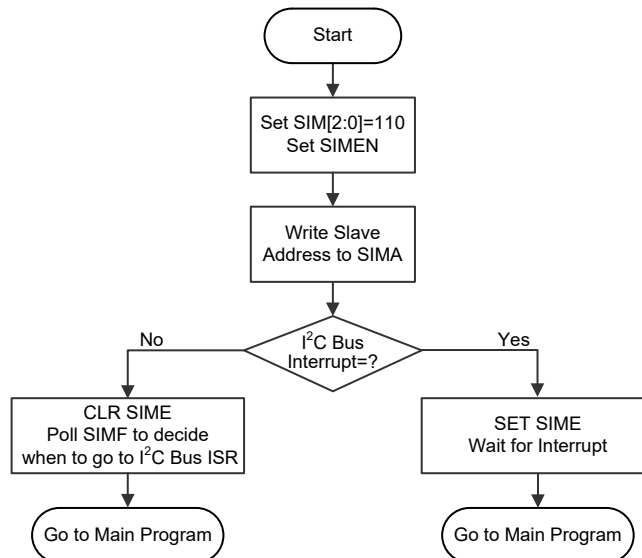 Start
Set SIM[2:0]=110
Set SIMEN
Write Slave
Address to SIMA
I²C Bus
Interrupt=?
No
Yes
CLR SIME
Poll SIMF to decide
when to go to I²C Bus ISR
SET SIME
Wait for Interrupt
Go to Main Program
Go to Main Program